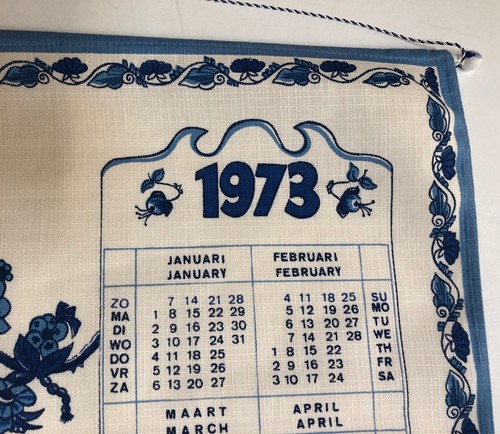 1973
JANUARI FEBRUARI
JANUARY FEBRUARY
ZO 7 14 21 28 4 11 18 25 SU
MA 1 8 15 22 29 5 12 19 26 MO
DI 2 9 16 23 30 6 13 20 27 TU
WO 3 10 17 24 31 7 14 21 28 WE
DO 4 11 18 25 1 8 15 22 TH
VR 5 12 19 26 2 9 16 23 FR
ZA 6 13 20 27 3 10 17 24 SA
MAART APRIL
MARCH APRIL